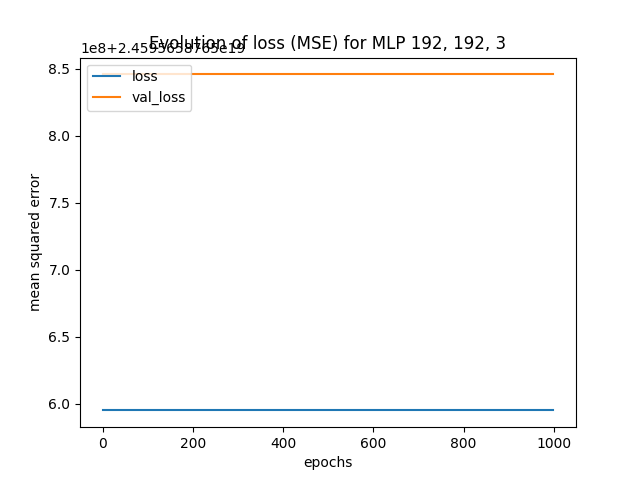 Evolution of loss (MSE) for MLP 192, 192, 3
1e8+2.4595658765e19
8.5
8.0
7.5
7.0
6.5
6.0
mean squared error
loss
val_loss
0
200
400
600
800
1000
epochs